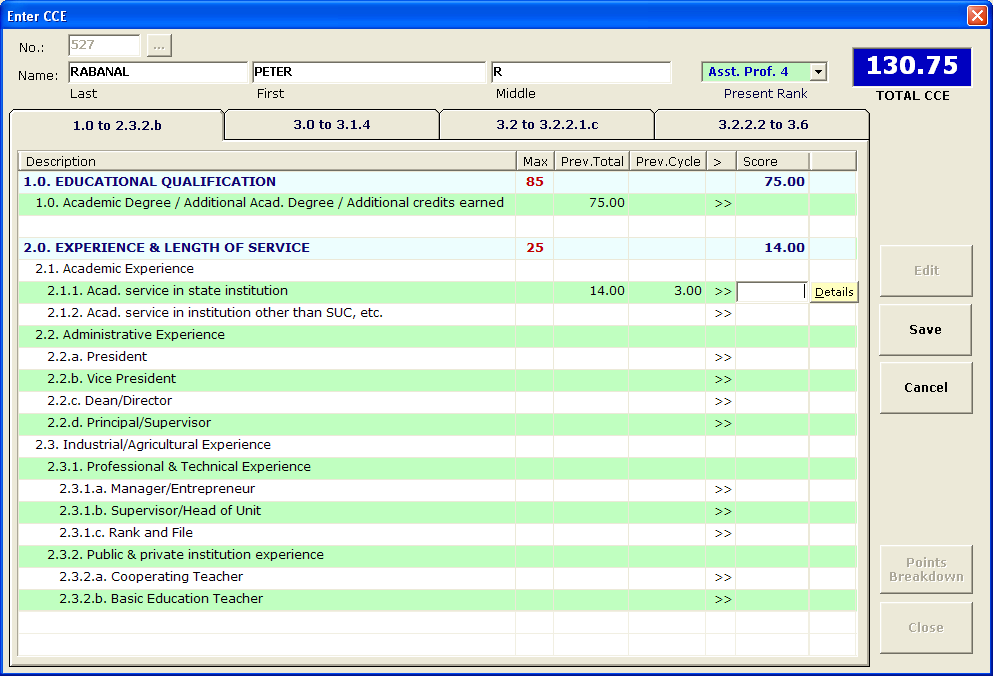 Enter CCE
No.: 527 ...
Name: RABANAL PETER R Asst. Prof. 4 130.75
Last First Middle Present Rank TOTAL CCE
1.0 to 2.3.2.b 3.0 to 3.1.4 3.2 to 3.2.2.1.c 3.2.2.2 to 3.6
Description Max Prev.Total Prev.Cycle > Score
1.0. EDUCATIONAL QUALIFICATION 85 75.00
1.0. Academic Degree / Additional Acad. Degree / Additional credits earned 75.00 >>
2.0. EXPERIENCE & LENGTH OF SERVICE 25 14.00
2.1. Academic Experience
2.1.1. Acad. service in state institution 14.00 3.00 >> Details
2.1.2. Acad. service in institution other than SUC, etc. >>
2.2. Administrative Experience
2.2.a. President >>
2.2.b. Vice President >>
2.2.c. Dean/Director >>
2.2.d. Principal/Supervisor >>
2.3. Industrial/Agricultural Experience
2.3.1. Professional & Technical Experience
2.3.1.a. Manager/Entrepreneur >>
2.3.1.b. Supervisor/Head of Unit >>
2.3.1.c. Rank and File >>
2.3.2. Public & private institution experience
2.3.2.a. Cooperating Teacher >>
2.3.2.b. Basic Education Teacher >>
Edit
Save
Cancel
Points
Breakdown
Close